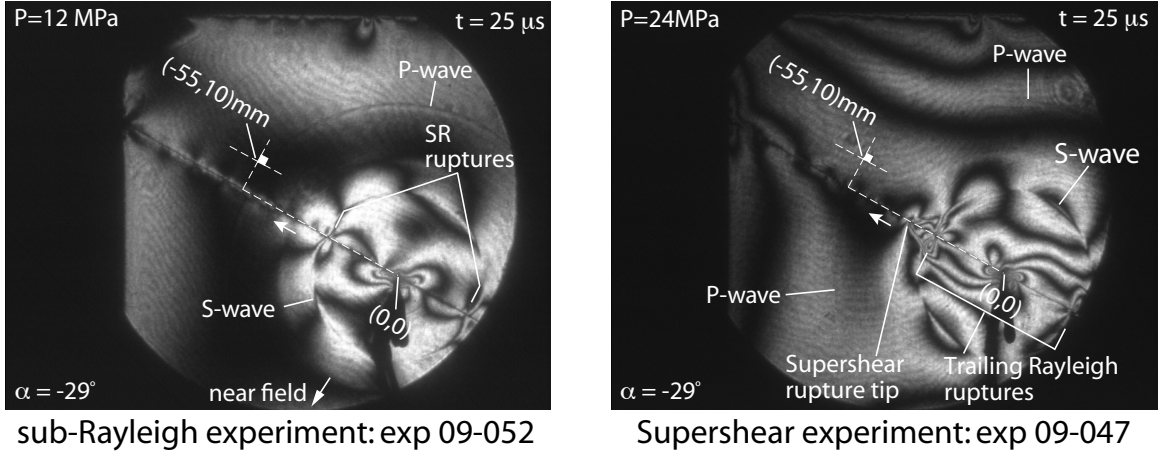 P=12 MPa
t = 25 μs
(-55,10)mm
P-wave
SR
ruptures
S-wave
(0,0)
near field
α = -29°
sub-Rayleigh experiment: exp 09-052
P=24MPa
t = 25 μs
(-55,10)mm
P-wave
S-wave
P-wave
(0,0)
Supershear
rupture tip
Trailing Rayleigh
ruptures
α = -29°
Supershear experiment: exp 09-047